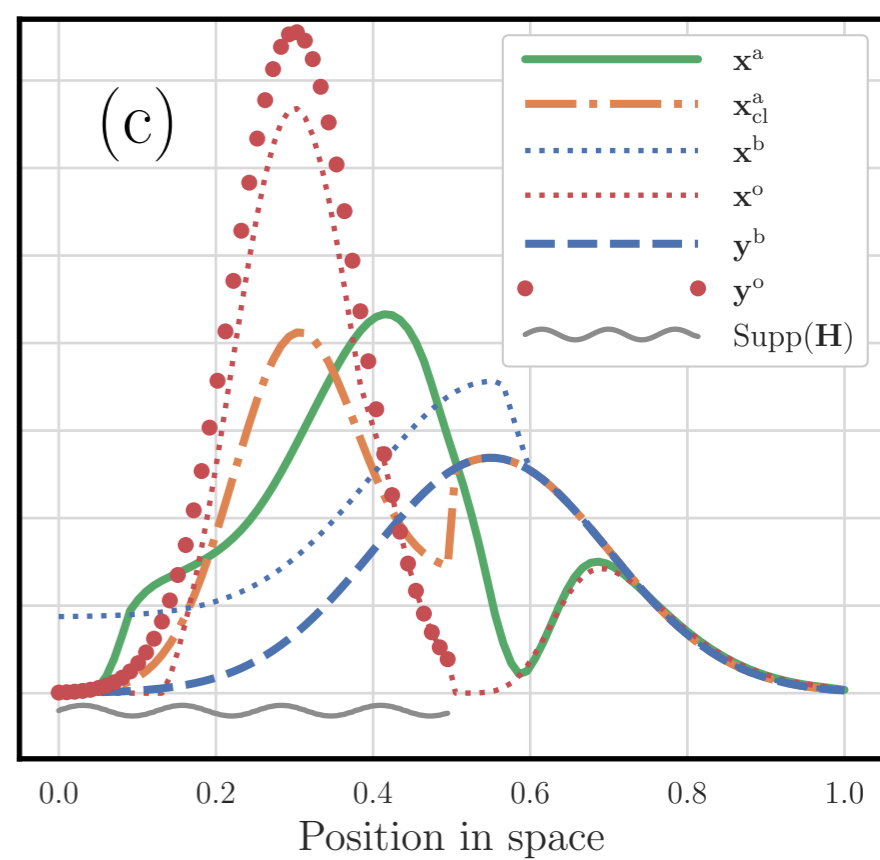 (c)
xᵃ
xᵃ_cl
xᵇ
xᵒ
yᵇ
yᵒ
Supp(H)
0.0 0.2 0.4 0.6 0.8 1.0
Position in space